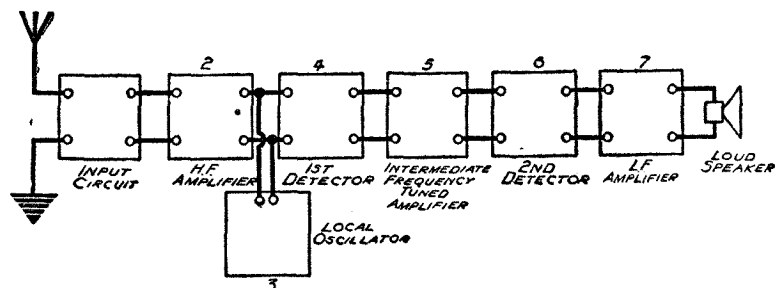 2
4
5
6
7
INPUT
CIRCUIT
H.F.
AMPLIFIER
1ST
DETECTOR
INTERMEDIATE
FREQUENCY
TUNED
AMPLIFIER
2ND
DETECTOR
L.F
AMPLIFIER
LOUD
SPEAKER
LOCAL
OSCILLATOR
3